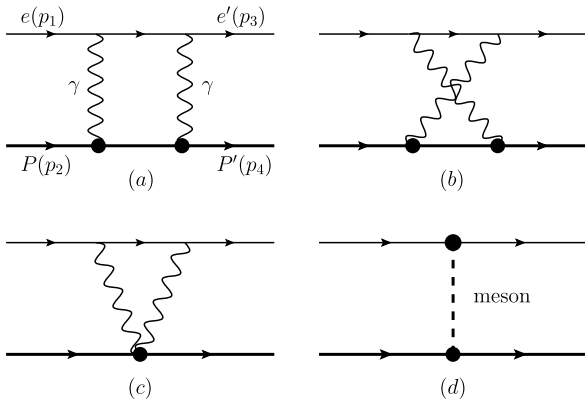 e(p₁) e′(p₃)
γ γ
P(p₂) P′(p₄)
(a) (b)
meson
(c) (d)